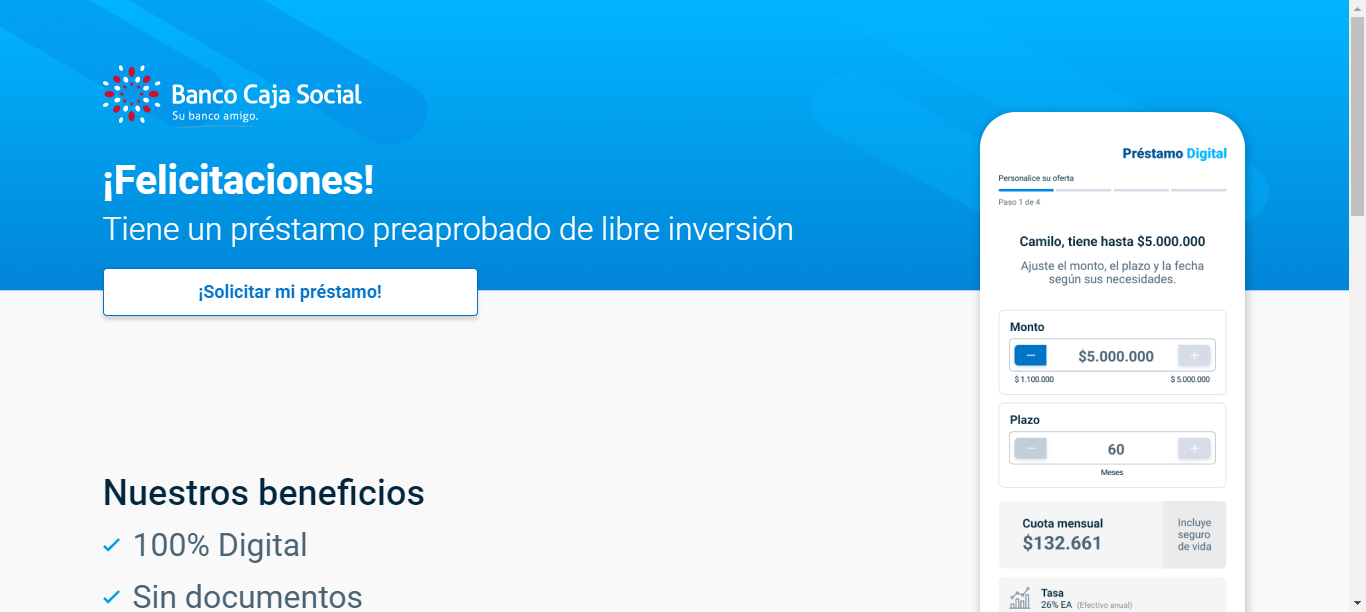 Banco Caja Social
Su banco amigo.
¡Felicitaciones!
Tiene un préstamo preaprobado de libre inversión
¡Solicitar mi préstamo!
Nuestros beneficios
100% Digital
Sin documentos
Préstamo Digital
Personalice su oferta
Paso 1 de 4
Camilo, tiene hasta $5.000.000
Ajuste el monto, el plazo y la fecha
según sus necesidades.
Monto
− $5.000.000 +
$ 1.100.000 $ 5.000.000
Plazo
− 60 +
Meses
Cuota mensual
$132.661
Incluye
seguro
de vida
Tasa
26% EA (Efectivo anual)